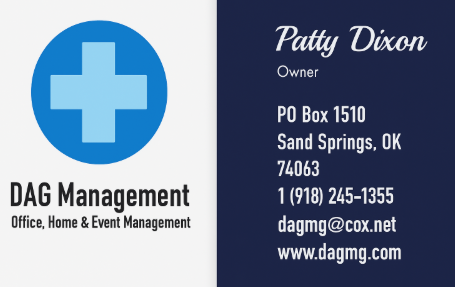 DAG Management
Office, Home & Event Management
Patty Dixon
Owner
PO Box 1510
Sand Springs, OK
74063
1 (918) 245-1355
dagmg@cox.net
www.dagmg.com